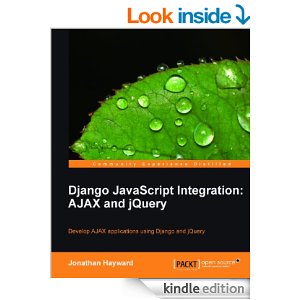 Look inside
Community Experience Distilled
Django JavaScript Integration:
AJAX and jQuery
Develop AJAX applications using Django and jQuery
Jonathan Hayward
PACKT open source
PUBLISHING
kindle edition